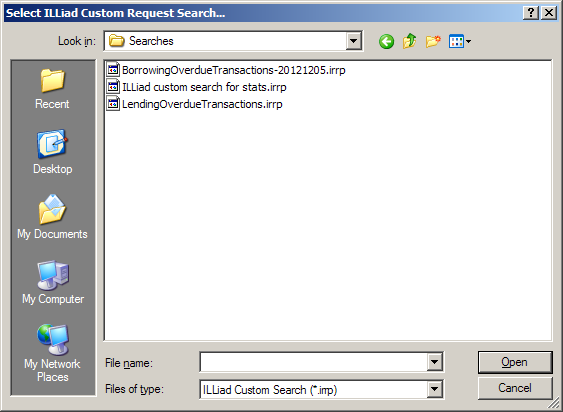 Select ILLiad Custom Request Search...
Look in:
Searches
Recent
Desktop
My Documents
My Computer
My Network
Places
BorrowingOverdueTransactions-20121205.irrp
ILLiad custom search for stats.irrp
LendingOverdueTransactions.irrp
File name:
Open
Files of type:
ILLiad Custom Search (*.irrp)
Cancel